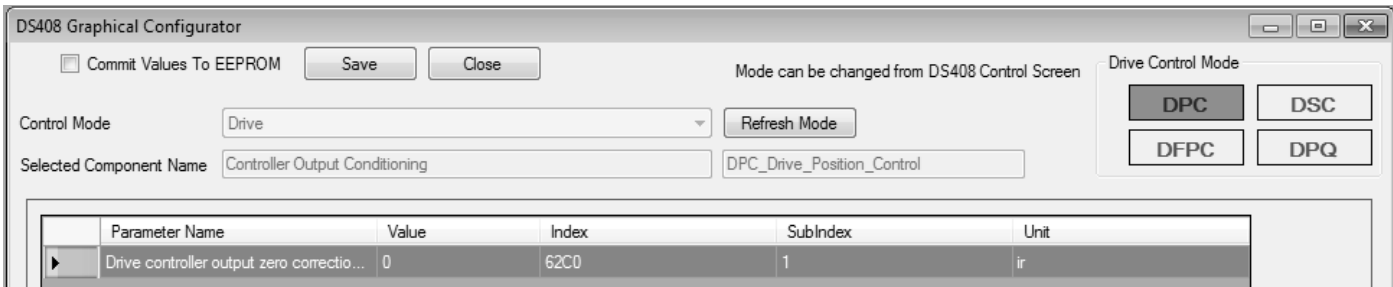 DS408 Graphical Configurator
Commit Values To EEPROM Save Close
Mode can be changed from DS408 Control Screen
Drive Control Mode
DPC DSC
DFPC DPQ
Control Mode Drive Refresh Mode
Selected Component Name Controller Output Conditioning DPC_Drive_Position_Control
Parameter Name Value Index SubIndex Unit
Drive controller output zero correctio... 0 62C0 1 ir